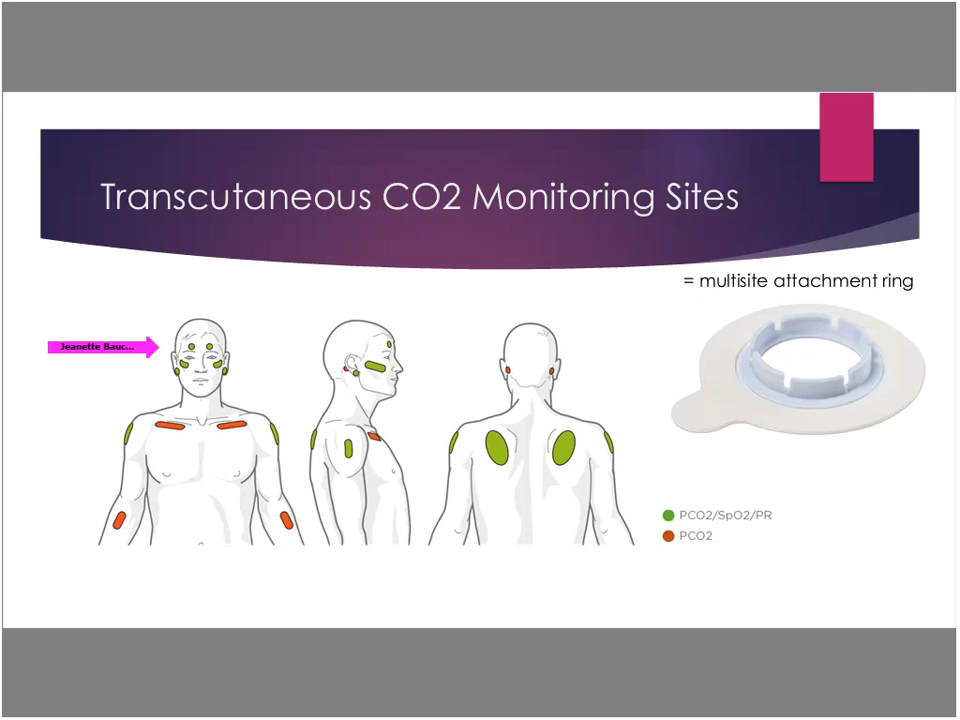 Transcutaneous CO2 Monitoring Sites
= multisite attachment ring
Jeanette Bauc...
PCO2/SpO2/PR
PCO2